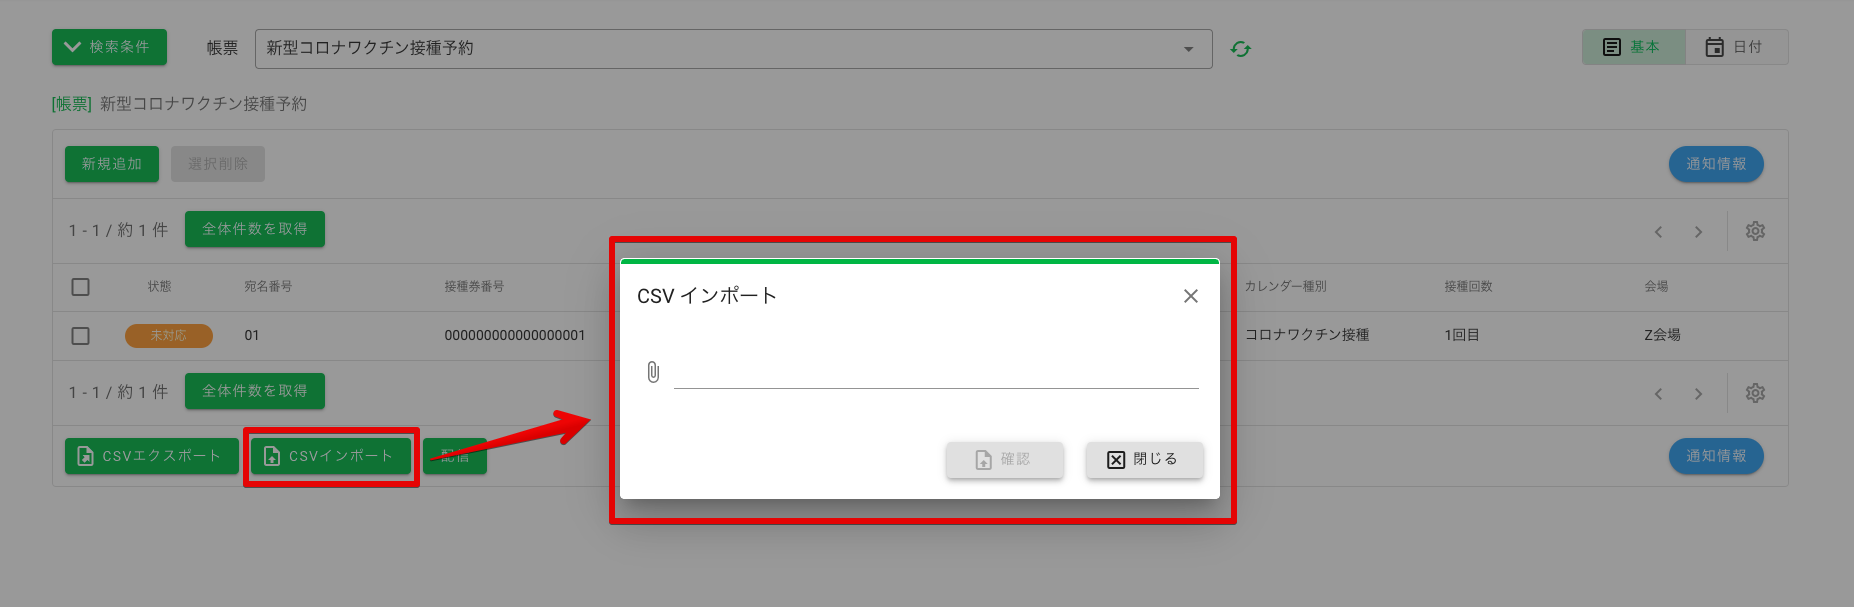 検索条件
帳票
新型コロナワクチン接種予約
基本
日付
[帳票] 新型コロナワクチン接種予約
新規追加
選択削除
通知情報
1 - 1 / 約 1 件
全体件数を取得
状態
宛名番号
接種券番号
カレンダー種別
接種回数
会場
未対応
01
000000000000000001
コロナワクチン接種
1回目
Z会場
CSV インポート
確認
閉じる
1 - 1 / 約 1 件
全体件数を取得
CSVエクスポート
CSVインポート
配信
通知情報